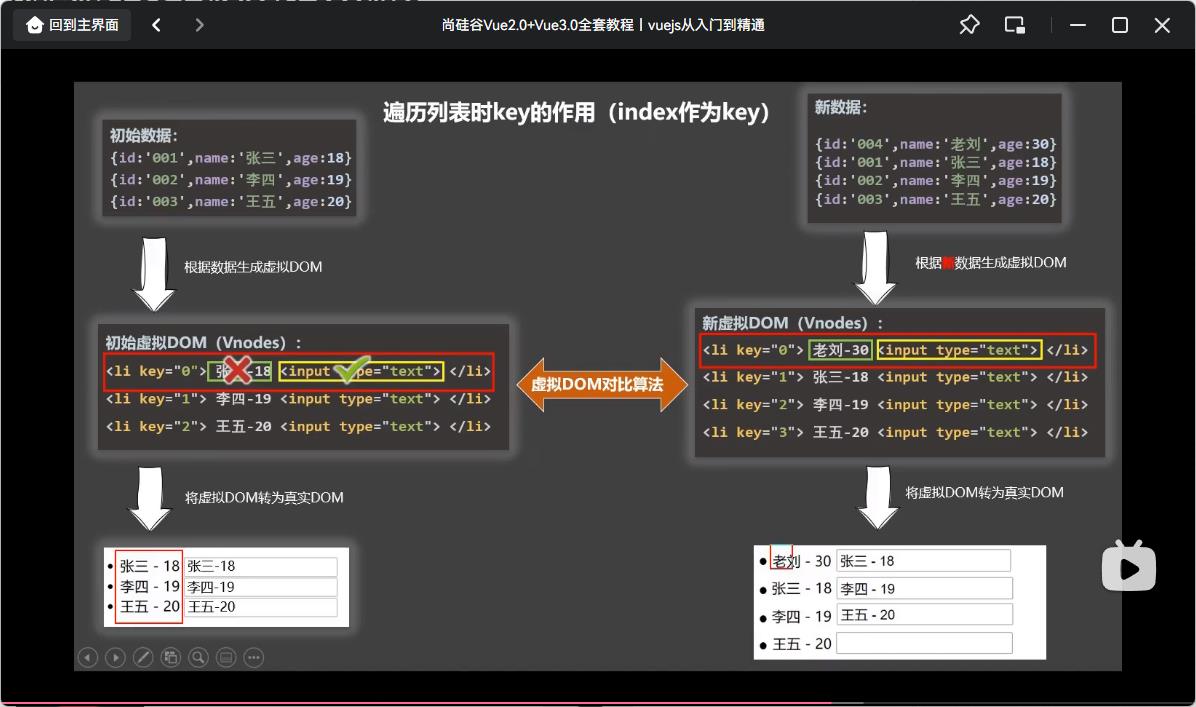 回到主界面
尚硅谷Vue2.0+Vue3.0全套教程丨vuejs从入门到精通
遍历列表时key的作用（index作为key）
初始数据：
{id:'001',name:'张三',age:18}
{id:'002',name:'李四',age:19}
{id:'003',name:'王五',age:20}
根据数据生成虚拟DOM
初始虚拟DOM（Vnodes）：
<li key="0"> 张三-18 <input type="text"> </li>
<li key="1"> 李四-19 <input type="text"> </li>
<li key="2"> 王五-20 <input type="text"> </li>
将虚拟DOM转为真实DOM
张三 - 18 张三-18
李四 - 19 李四-19
王五 - 20 王五-20
虚拟DOM对比算法
新数据：
{id:'004',name:'老刘',age:30}
{id:'001',name:'张三',age:18}
{id:'002',name:'李四',age:19}
{id:'003',name:'王五',age:20}
根据新数据生成虚拟DOM
新虚拟DOM（Vnodes）：
<li key="0"> 老刘-30 <input type="text"> </li>
<li key="1"> 张三-18 <input type="text"> </li>
<li key="2"> 李四-19 <input type="text"> </li>
<li key="3"> 王五-20 <input type="text"> </li>
将虚拟DOM转为真实DOM
老刘 - 30 张三 - 18
张三 - 18 李四 - 19
李四 - 19 王五 - 20
王五 - 20